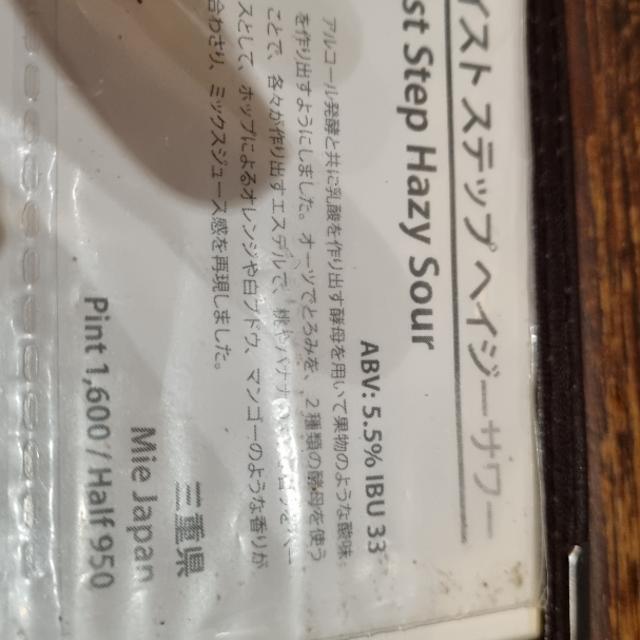 イスト ステップ ヘイジーサワー
st Step Hazy Sour
ABV: 5.5% IBU 33
アルコール発酵と共に乳酸を作り出す酵母を用いて果物のような酸味
を作り出すようにしました。オーツでとろみを、2種類の酵母を使う
ことで、各々が作り出すエステルで、
スとして、ホップによるオレンジや白ブドウ、マンゴーのような香りが
合わせり、ミックスジュース感を再現しました。
三重県
Mie Japan
Pint 1,600 / Half 950